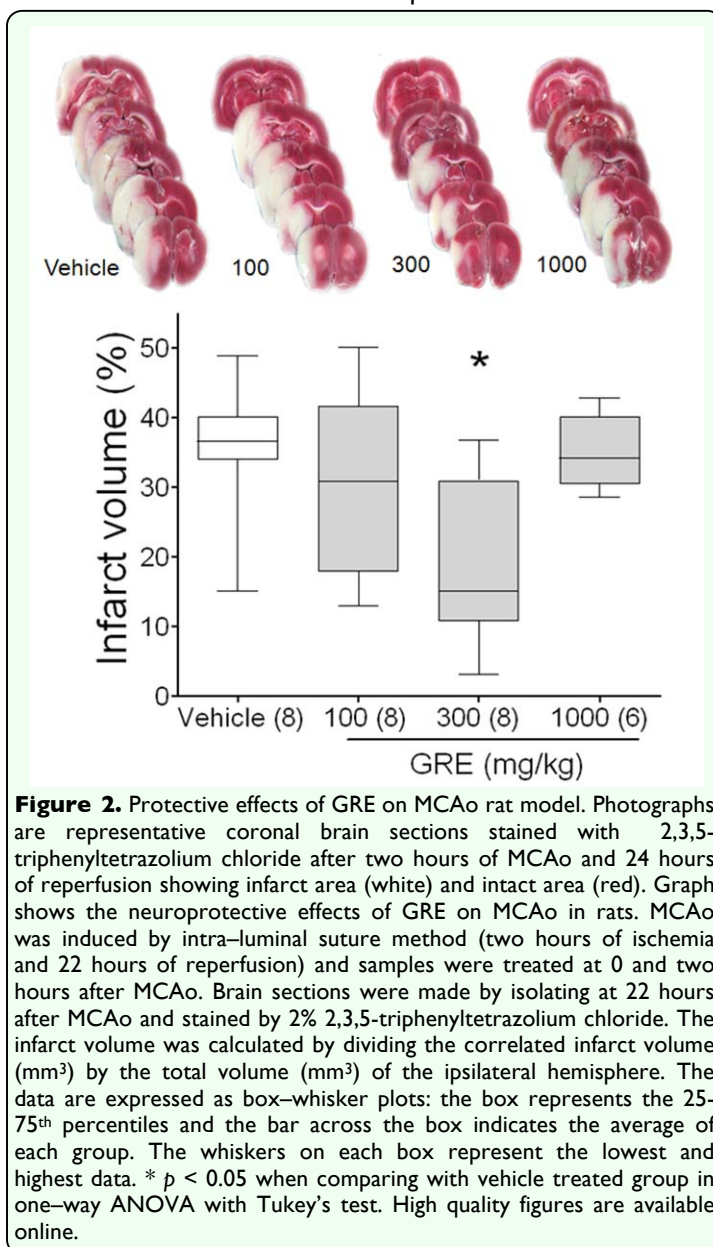 Vehicle
100
300
1000
Infarct volume (%)
50
40
30
20
10
0
Vehicle (8) 100 (8) 300 (8) 1000 (6)
GRE (mg/kg)
*
Figure 2. Protective effects of GRE on MCAo rat model. Photographs
are representative coronal brain sections stained with 2,3,5-
triphenyltetrazolium chloride after two hours of MCAo and 24 hours
of reperfusion showing infarct area (white) and intact area (red). Graph
shows the neuroprotective effects of GRE on MCAo in rats. MCAo
was induced by intra–luminal suture method (two hours of ischemia
and 22 hours of reperfusion) and samples were treated at 0 and two
hours after MCAo. Brain sections were made by isolating at 22 hours
after MCAo and stained by 2% 2,3,5-triphenyltetrazolium chloride. The
infarct volume was calculated by dividing the correlated infarct volume
(mm³) by the total volume (mm³) of the ipsilateral hemisphere. The
data are expressed as box–whisker plots: the box represents the 25-
75th percentiles and the bar across the box indicates the average of
each group. The whiskers on each box represent the lowest and
highest data. * p < 0.05 when comparing with vehicle treated group in
one–way ANOVA with Tukey's test. High quality figures are available
online.